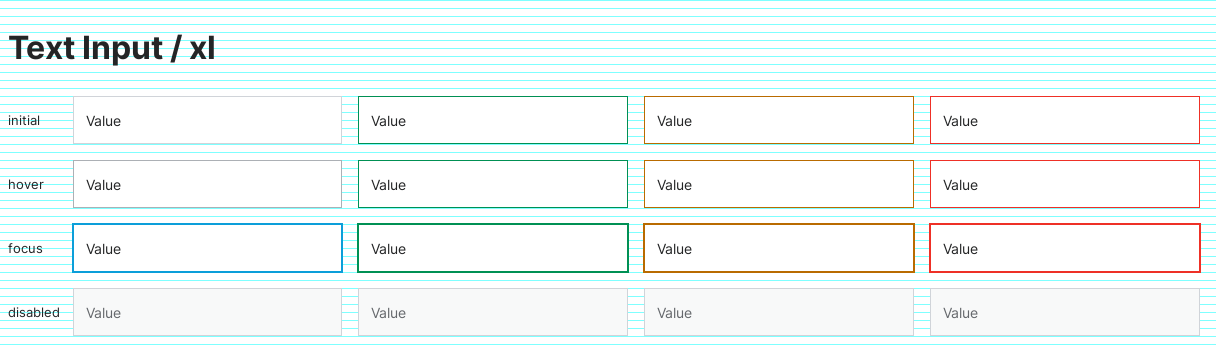 Text Input / xl
initial Value Value Value Value
hover Value Value Value Value
focus Value Value Value Value
disabled Value Value Value Value